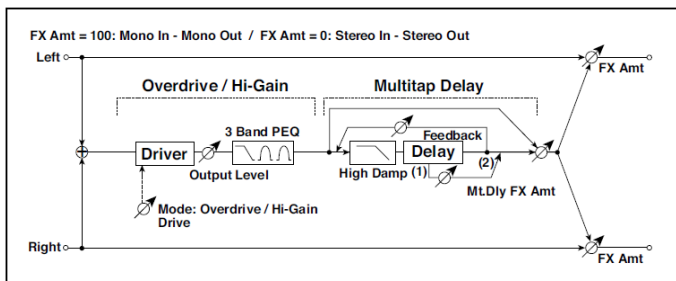 FX Amt = 100: Mono In - Mono Out / FX Amt = 0: Stereo In - Stereo Out
Left
FX Amt
Overdrive / Hi-Gain
Multitap Delay
3 Band PEQ
Feedback
Driver
Delay
(2)
Output Level
High Damp
(1)
Mt.Dly FX Amt
Mode: Overdrive / Hi-Gain
Drive
Right
FX Amt